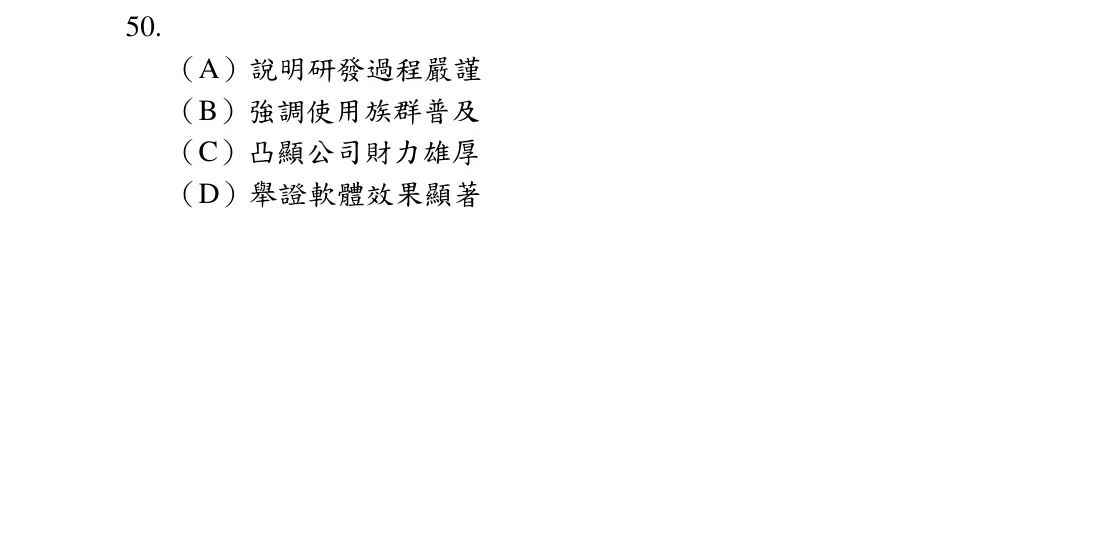 50.
（A）說明研發過程嚴謹
（B）強調使用族群普及
（C）凸顯公司財力雄厚
（D）舉證軟體效果顯著